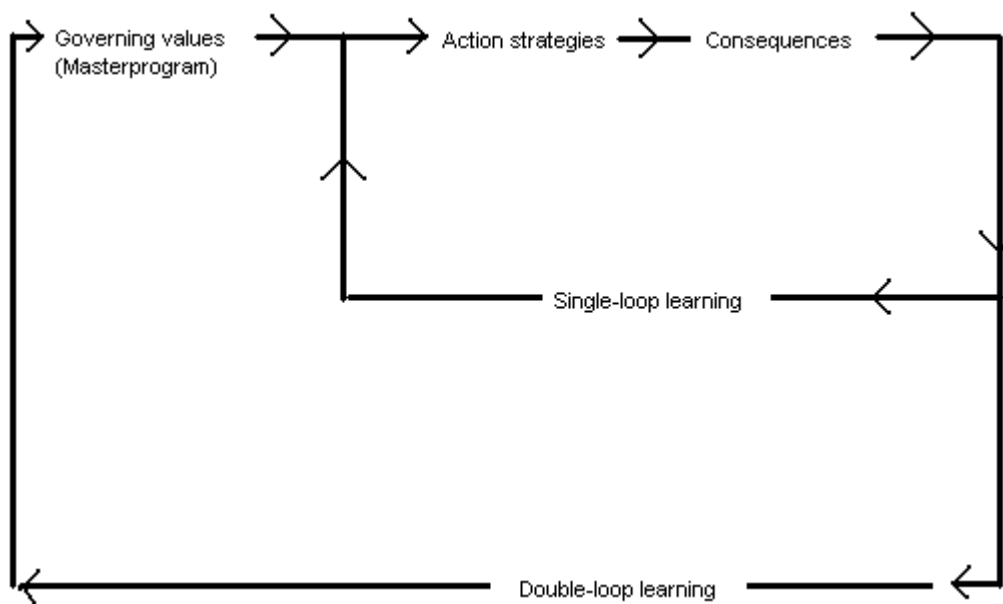 Governing values
(Masterprogram)
Action strategies
Consequences
Single-loop learning
Double-loop learning